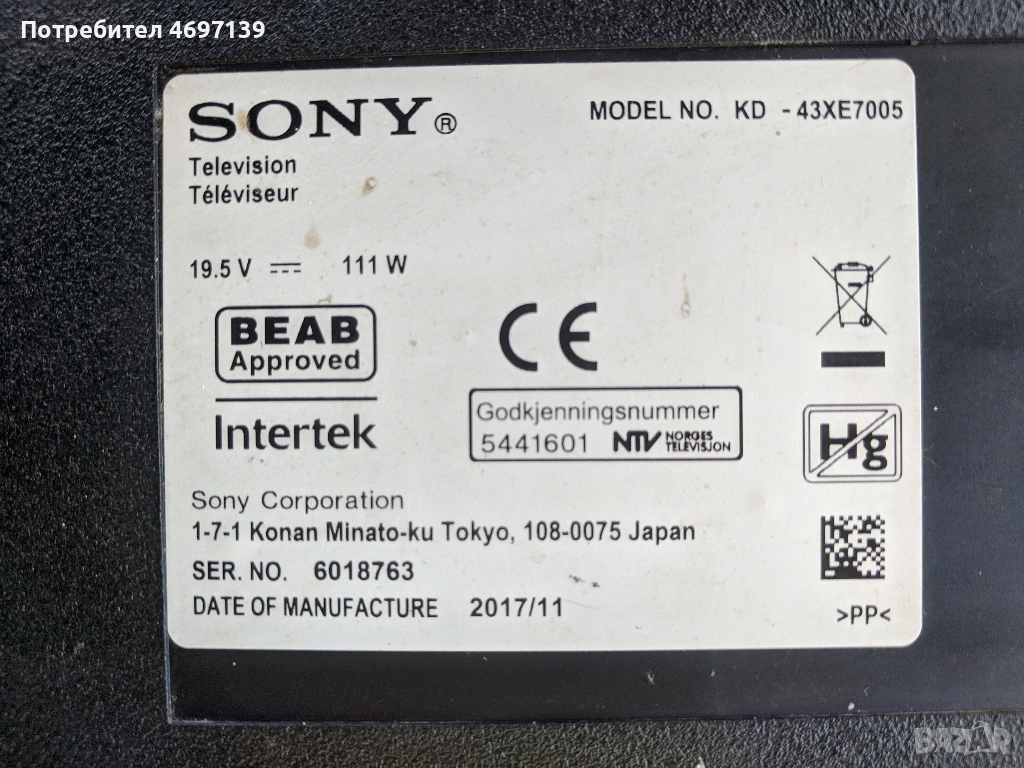 Потребител 4697139
SONY®
MODEL NO. KD - 43XE7005
Television
Téléviseur
19.5 V 111 W
BEAB
Approved
Intertek
CE
Godkjenningsnummer
5441601 NTV NORGES TELEVISJON
Hg
Sony Corporation
1-7-1 Konan Minato-ku Tokyo, 108-0075 Japan
SER. NO. 6018763
DATE OF MANUFACTURE 2017/11
>PP<
BAZAR